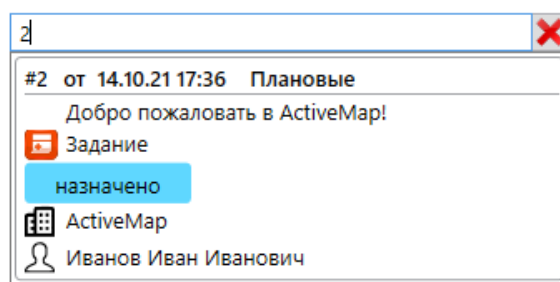 2
#2 от 14.10.21 17:36 Плановые
Добро пожаловать в ActiveMap!
Задание
назначено
ActiveMap
Иванов Иван Иванович